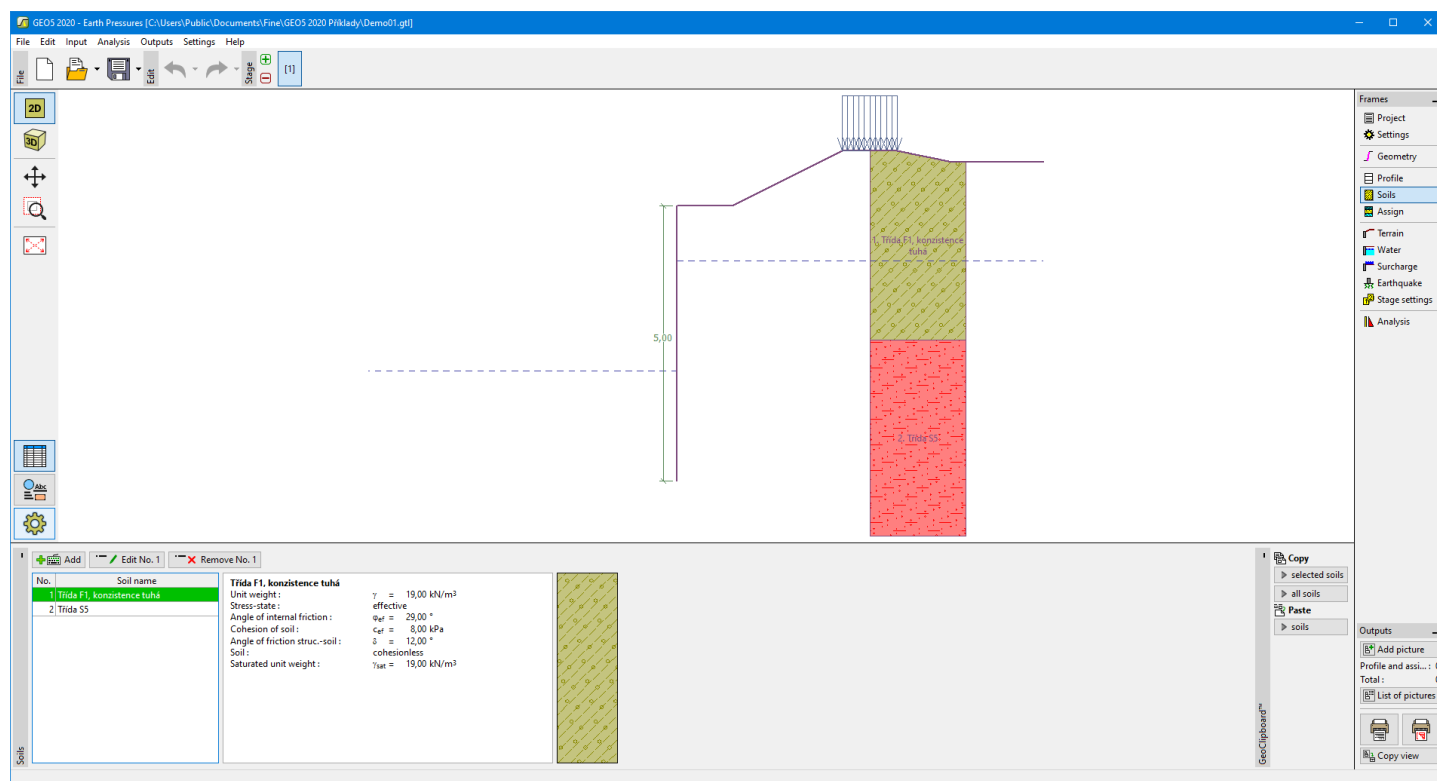 GEO5 2020 - Earth Pressures [C:\Users\Public\Documents\Fine\GEO5 2020 Příklady\Demo01.gtl]
File Edit Input Analysis Outputs Settings Help
File
Edit
Stage
[1]
2D
3D
Abc
1. Třída F1, konzistence
tuhá
5,00
2. Třída S5
Frames
Project
Settings
Geometry
Profile
Soils
Assign
Terrain
Water
Surcharge
Earthquake
Stage settings
Analysis
Add Edit No. 1 Remove No. 1
No. Soil name
1 Třída F1, konzistence tuhá
2 Třída S5
Třída F1, konzistence tuhá
Unit weight : γ = 19,00 kN/m³
Stress-state : effective
Angle of internal friction : φef = 29,00 °
Cohesion of soil : cef = 8,00 kPa
Angle of friction struc.-soil : δ = 12,00 °
Soil : cohesionless
Saturated unit weight : γsat = 19,00 kN/m³
Soils
GeoClipboard™
Copy
selected soils
all soils
Paste
soils
Outputs
Add picture
Profile and assi... :
Total :
List of pictures
Copy view